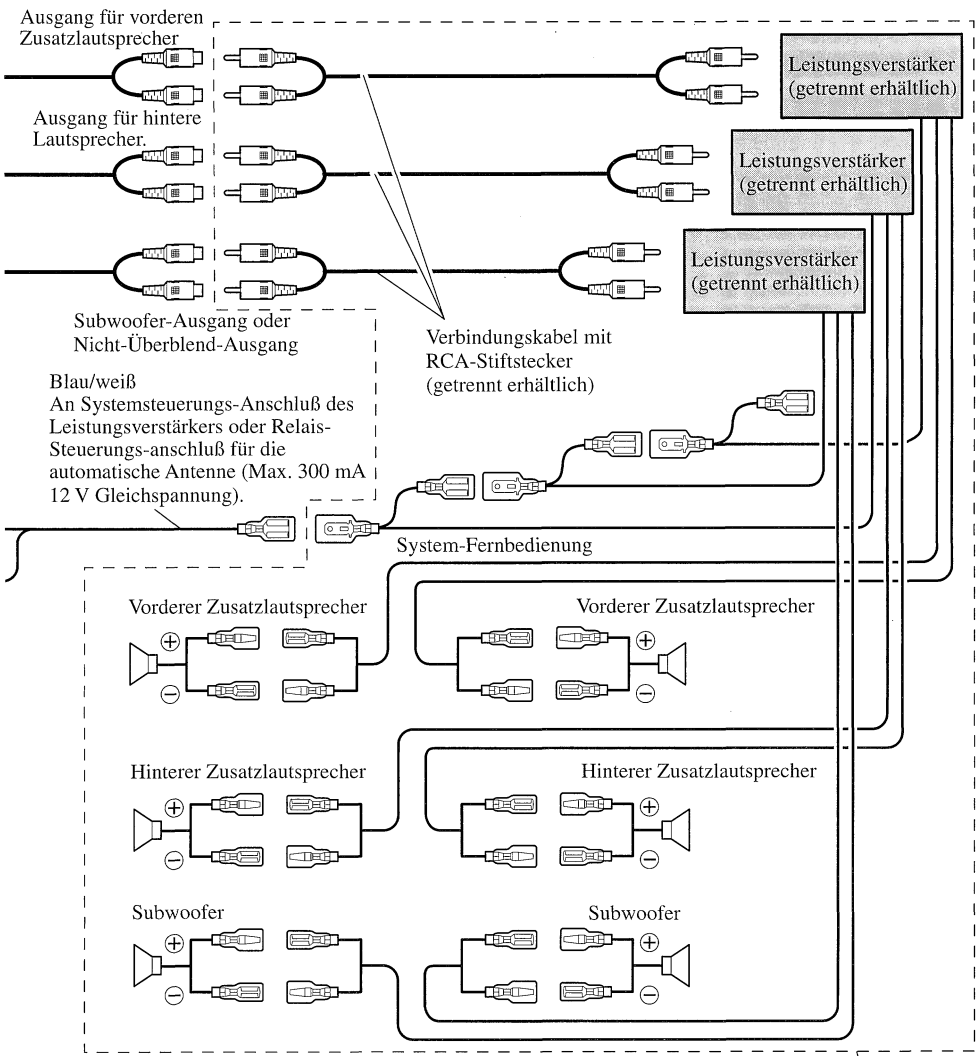 Ausgang für vorderen
Zusatzlautsprecher
Leistungsverstärker
(getrennt erhältlich)
Ausgang für hintere
Lautsprecher.
Leistungsverstärker
(getrennt erhältlich)
Leistungsverstärker
(getrennt erhältlich)
Subwoofer-Ausgang oder
Nicht-Überblend-Ausgang
Verbindungskabel mit
RCA-Stiftstecker
(getrennt erhältlich)
Blau/weiß
An Systemsteuerungs-Anschluß des
Leistungsverstärkers oder Relais-
Steuerungs-anschluß für die
automatische Antenne (Max. 300 mA
12 V Gleichspannung).
System-Fernbedienung
Vorderer Zusatzlautsprecher
Vorderer Zusatzlautsprecher
+ +
− −
Hinterer Zusatzlautsprecher
Hinterer Zusatzlautsprecher
+ +
− −
Subwoofer
Subwoofer
+ +
− −